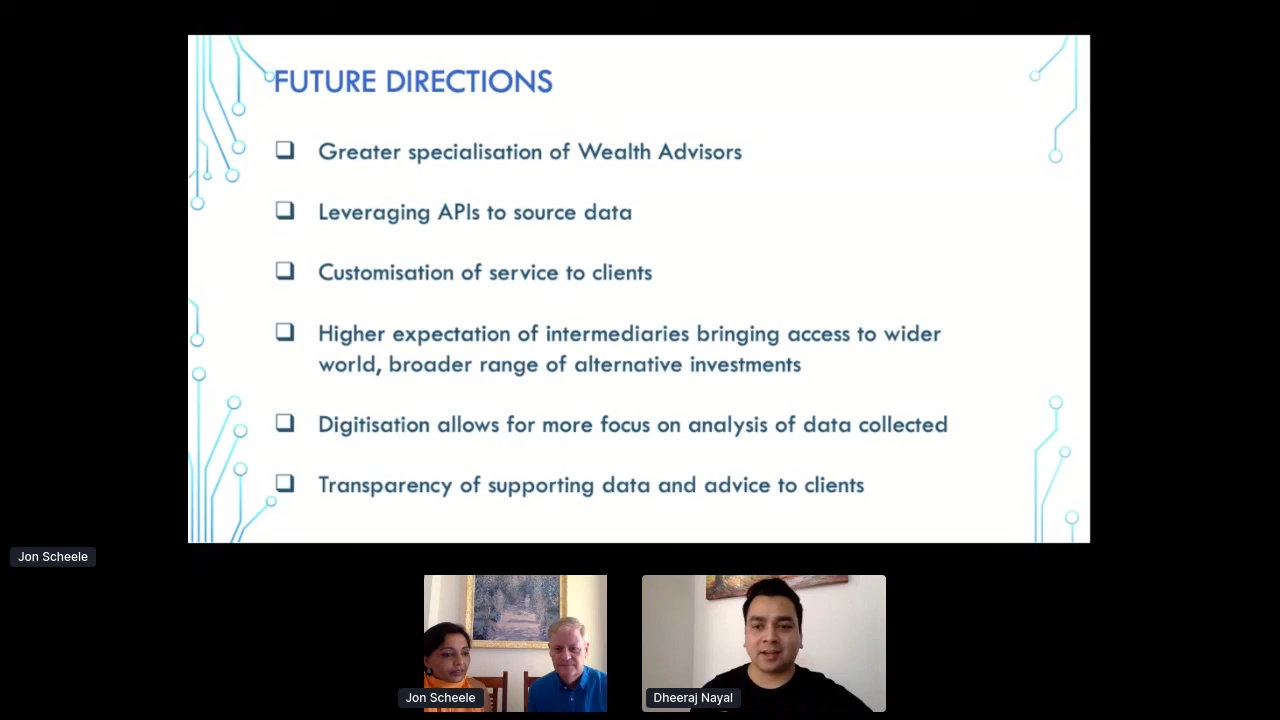 FUTURE DIRECTIONS
Greater specialisation of Wealth Advisors
Leveraging APIs to source data
Customisation of service to clients
Higher expectation of intermediaries bringing access to wider
world, broader range of alternative investments
Digitisation allows for more focus on analysis of data collected
Transparency of supporting data and advice to clients
Jon Scheele
Jon Scheele
Dheeraj Nayal